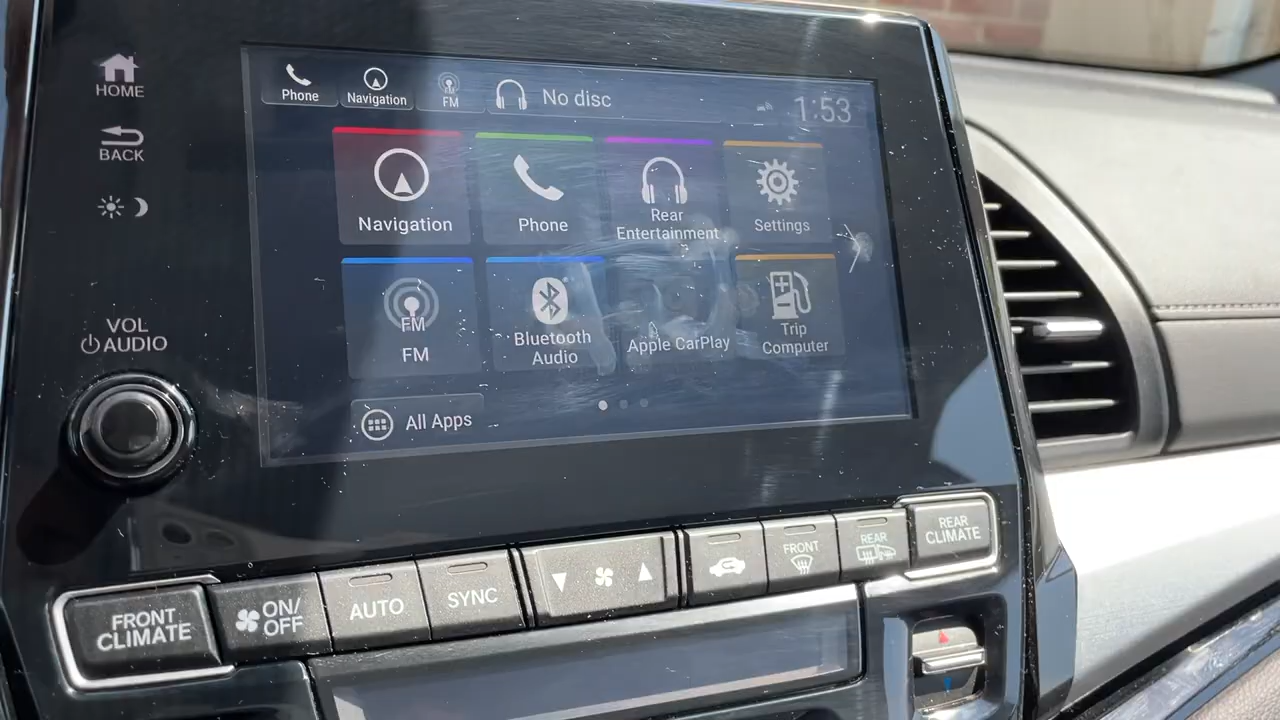 HOME
BACK
VOL
AUDIO
Phone
Navigation
FM
No disc
1:53
Navigation
Phone
Rear
Entertainment
Settings
FM
FM
Bluetooth
Audio
Apple CarPlay
Trip
Computer
All Apps
FRONT
CLIMATE
ON/
OFF
AUTO
SYNC
FRONT
REAR
REAR
CLIMATE